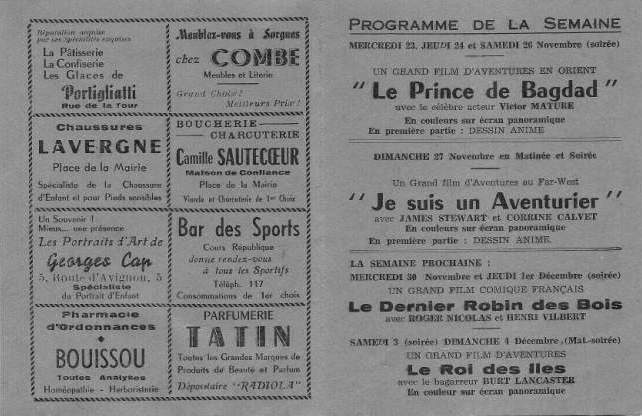 Réputation acquise
par ses Spécialités exquises
La Pâtisserie
La Confiserie
Les Glaces de
Portigliatti
Rue de la Tour
Meublez-vous à Sorgues
chez COMBE
Meubles et Literie
Grand Choix !
Meilleurs Prix !
Chaussures
LAVERGNE
Place de la Mairie
Spécialiste de la Chaussure
d'Enfant et pour Pieds sensibles
BOUCHERIE
CHARCUTERIE
Camille SAUTECŒUR
Maison de Confiance
Place de la Mairie
Viande et Charcuterie de 1er Choix
Un Souvenir !
Mieux... une présence
Les Portraits d'Art de
Georges Cap
5, Route d'Avignon, 5
Spécialiste
du Portrait d'Enfant
Bar des Sports
Cours République
donne rendez-vous
à tous les Sportifs
Téléph. 117
Consommations de 1er choix
Pharmacie
d'Ordonnances
BOUISSOU
Toutes Analyses
Homéopathie - Herboristerie
PARFUMERIE
TATIN
Toutes les Grandes Marques de
Produits de Beauté et Parfum
Dépositaire "RADIOLA"
PROGRAMME DE LA SEMAINE
MERCREDI 23, JEUDI 24 et SAMEDI 26 Novembre (soirée)
UN GRAND FILM D'AVENTURES EN ORIENT
" Le Prince de Bagdad "
avec le célèbre acteur Victor MATURE
En couleurs sur écran panoramique
En première partie : DESSIN ANIME
DIMANCHE 27 Novembre en Matinée et Soirée
Un Grand film d'Aventures au Far-West
" Je suis un Aventurier "
avec JAMES STEWART et CORRINE CALVET
En couleurs sur écran panoramique
En première partie : DESSIN ANIME.
LA SEMAINE PROCHAINE :
MERCREDI 30 Novembre et JEUDI 1er Décembre (soirée)
UN GRAND FILM COMIQUE FRANÇAIS
Le Dernier Robin des Bois
avec ROGER NICOLAS et HENRI VILBERT
SAMEDI 3 (soirée) DIMANCHE 4 Décembre,(Mat.-soirée)
UN GRAND FILM D'AVENTURES
Le Roi des Iles
avec le bagarreur BURT LANCASTER
En couleurs sur écran panoramique